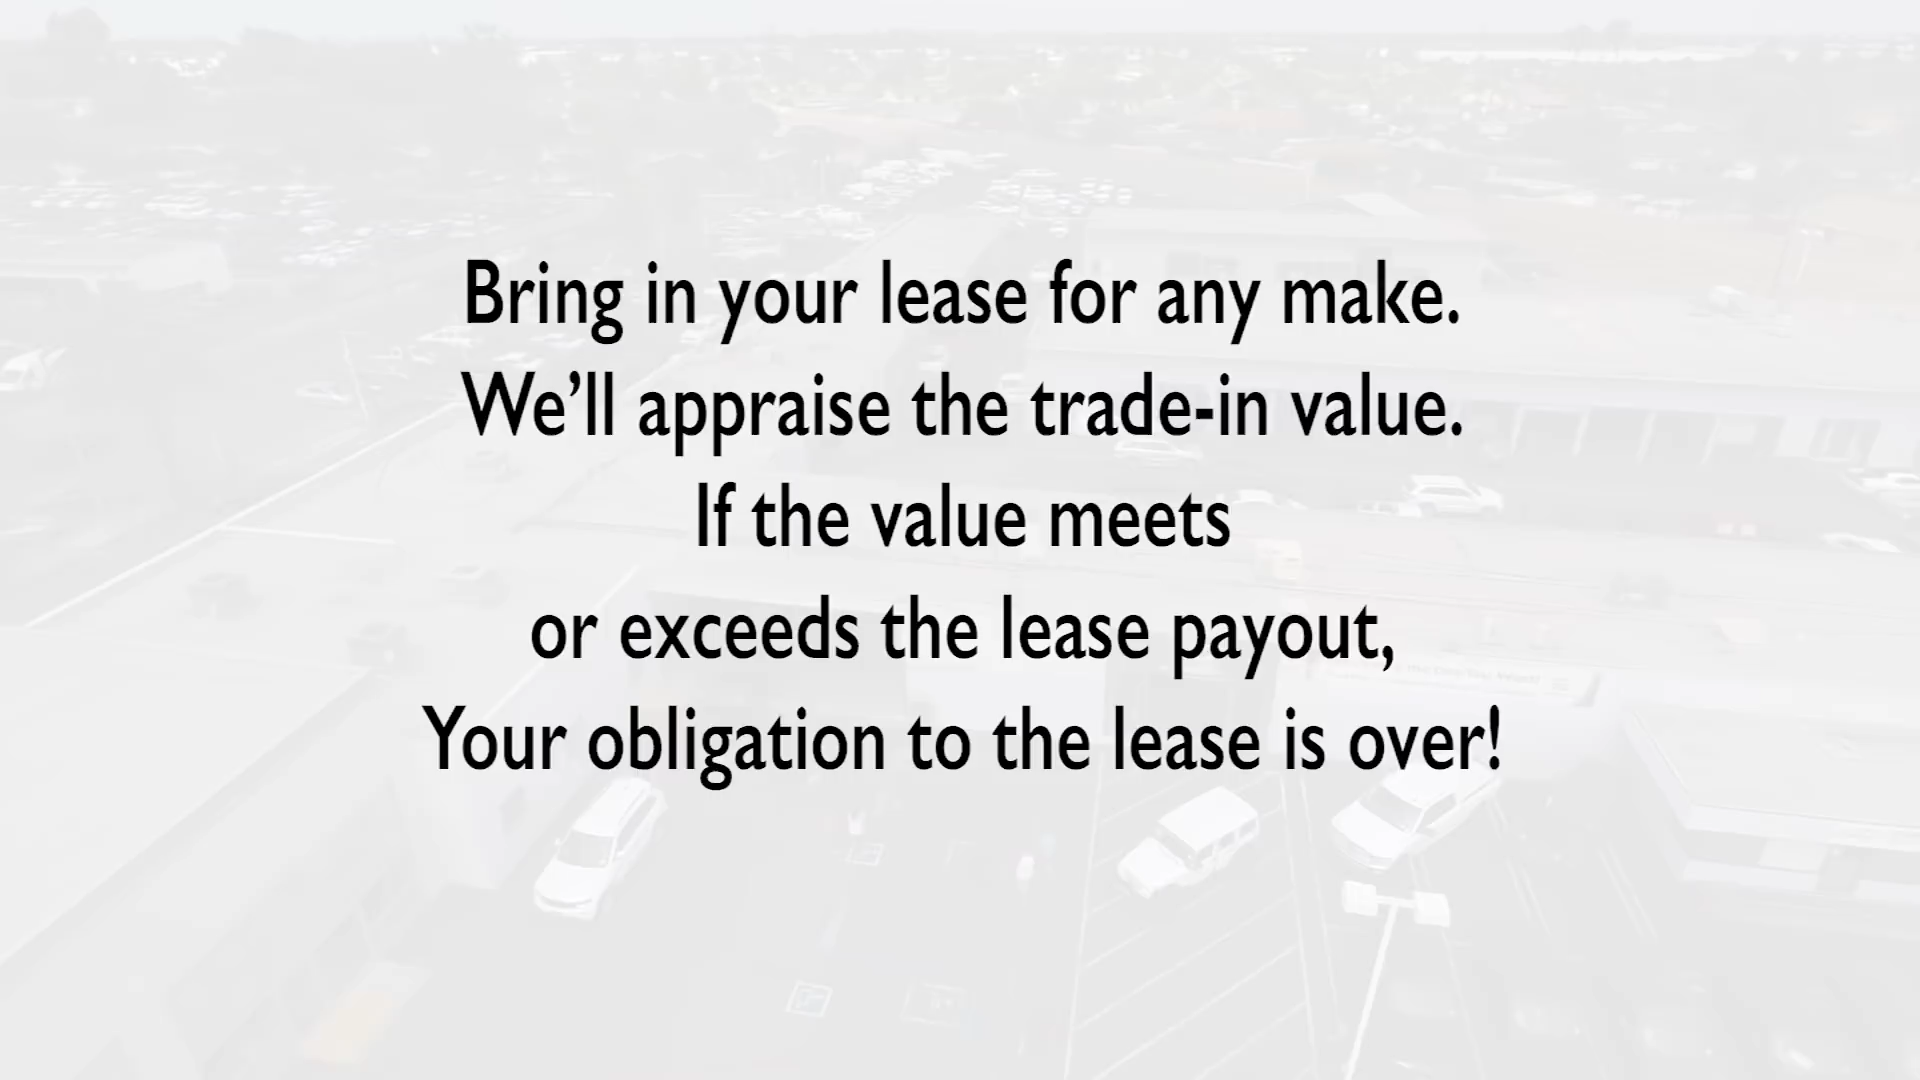 Bring in your lease for any make.
We’ll appraise the trade-in value.
If the value meets
or exceeds the lease payout,
Your obligation to the lease is over!